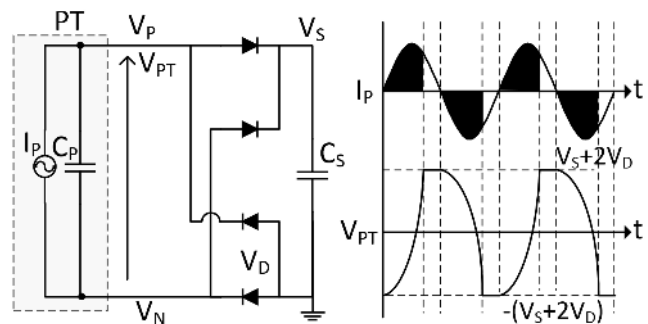 PT
V_P
V_S
V_PT
I_P
C_P
C_S
V_D
V_N
I_P
t
V_S+2V_D
V_PT
t
-(V_S+2V_D)